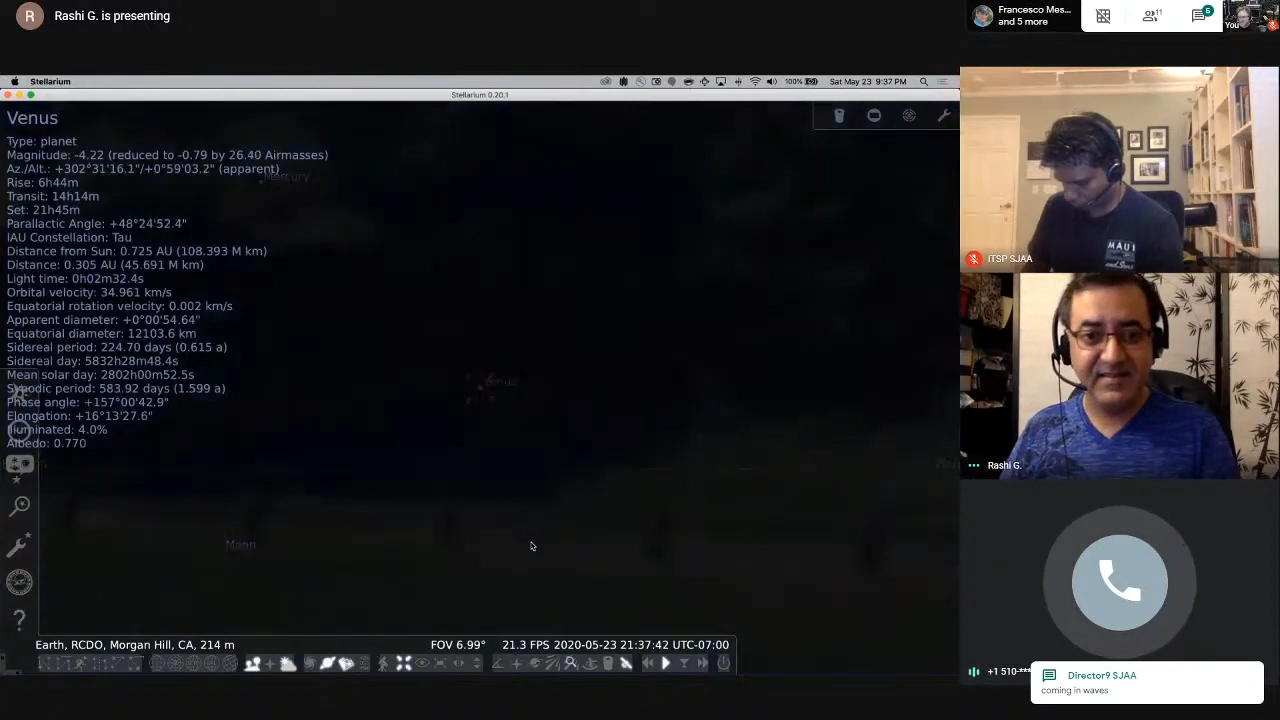 R Rashi G. is presenting
Francesco Mes...
and 5 more
11
5
You
Stellarium
100%
Sat May 23 9:37 PM
Stellarium 0.20.1
Venus
Type: planet
Magnitude: -4.22 (reduced to -0.79 by 26.40 Airmasses)
Az./Alt.: +302°31'16.1"/+0°59'03.2" (apparent)
Mercury
Rise: 6h44m
Transit: 14h14m
Set: 21h45m
Parallactic Angle: +48°24'52.4"
IAU Constellation: Tau
Distance from Sun: 0.725 AU (108.393 M km)
Distance: 0.305 AU (45.691 M km)
Light time: 0h02m32.4s
Orbital velocity: 34.961 km/s
Equatorial rotation velocity: 0.002 km/s
Apparent diameter: +0°00'54.64"
Equatorial diameter: 12103.6 km
Sidereal period: 224.70 days (0.615 a)
Sidereal day: 5832h28m48.4s
Mean solar day: 2802h00m52.5s
Synodic period: 583.92 days (1.599 a)
Venus
Phase angle: +157°00'42.9"
Elongation: +16°13'27.6"
Illuminated: 4.0%
Albedo: 0.770
Moon
Earth, RCDO, Morgan Hill, CA, 214 m
FOV 6.99°
21.3 FPS
2020-05-23 21:37:42 UTC-07:00
MAUI
ITSP SJAA
Rashi G.
+1 510-***
Director9 SJAA
coming in waves